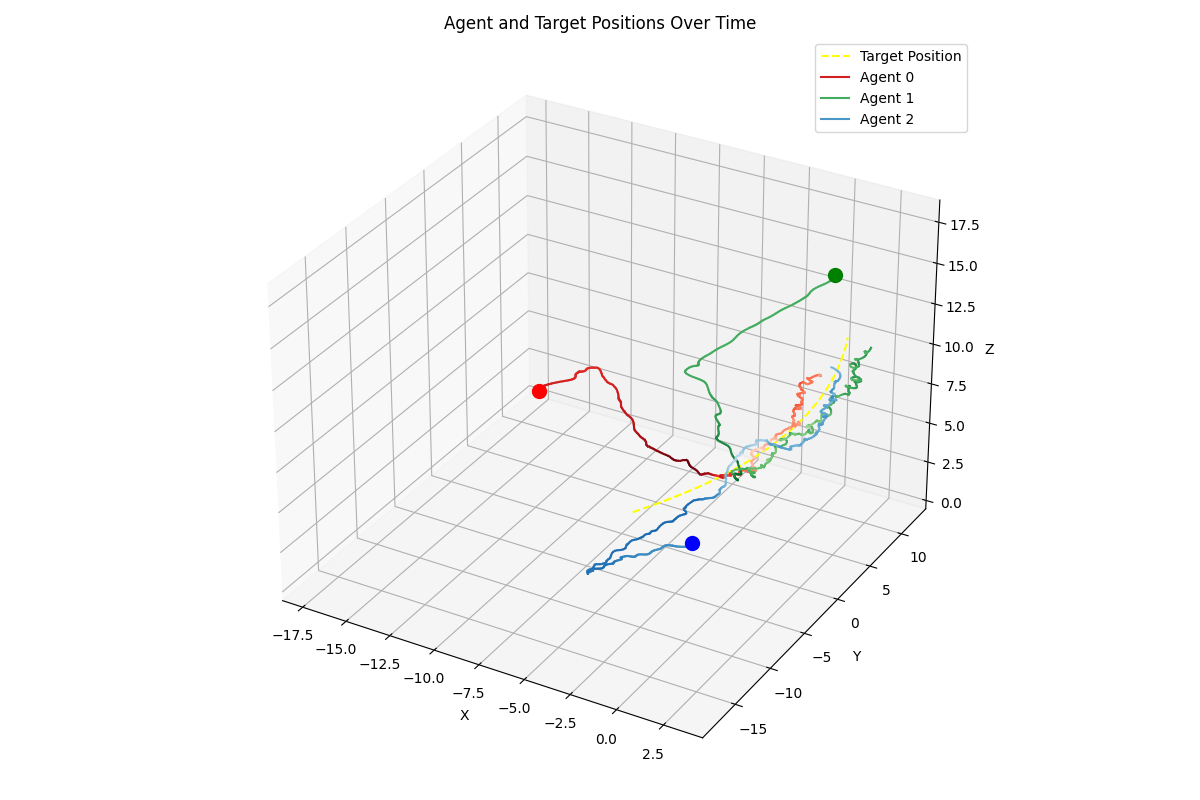 Agent and Target Positions Over Time
Target Position
Agent 0
Agent 1
Agent 2
17.5
15.0
12.5
10.0
7.5
5.0
2.5
0.0
Z
10
5
0
−5
−10
−15
Y
−17.5
−15.0
−12.5
−10.0
−7.5
−5.0
−2.5
0.0
2.5
X